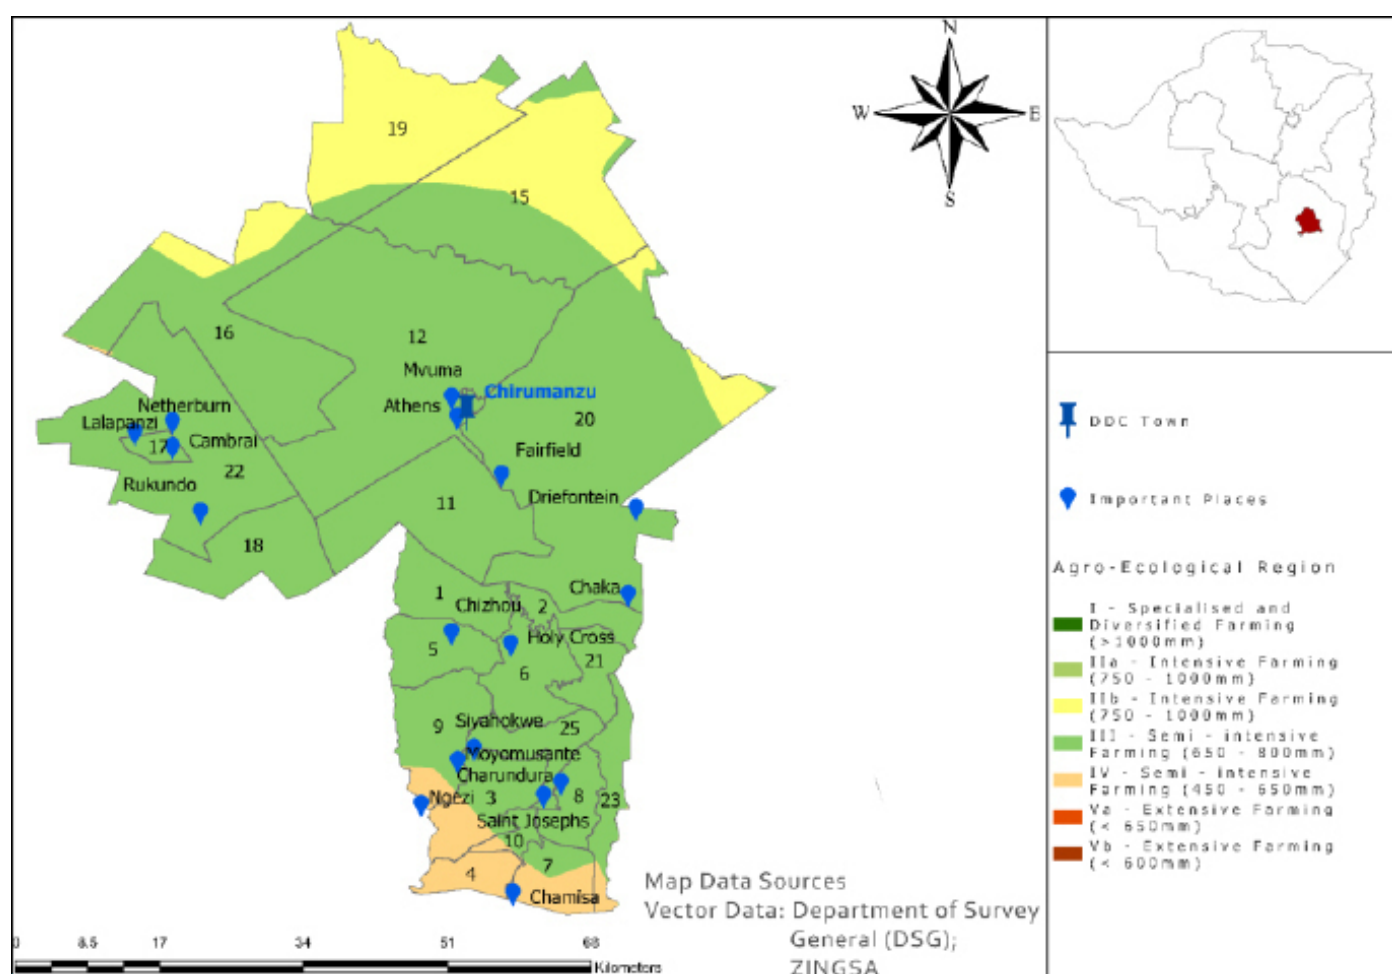 N
W
E
S
19
15
16
12
Mvuma
Chirumanzu
Athens
20
Netherburn
Lalapanzi
17
Cambrai
22
Fairfield
Rukundo
Driefontein
11
18
Chaka
1
Chizhou
2
Holy Cross
5
21
6
9
Siyahokwe
25
Moyomusante
Charundura
Ngezi
3
8
23
Saint Josephs
10
7
4
Chamisa
Map Data Sources
Vector Data: Department of Survey
General (DSG);
ZINGSA
0 8.5 17 34 51 68
Kilometers
DDC Town
Important Places
Agro-Ecological Region
I - Specialised and
Diversified Farming
(>1000mm)
IIa - Intensive Farming
(750 - 1000mm)
IIb - Intensive Farming
(750 - 1000mm)
III - Semi - intensive
Farming (650 - 800mm)
IV - Semi - intensive
Farming (450 - 650mm)
Va - Extensive Farming
(< 650mm)
Vb - Extensive Farming
(< 600mm)